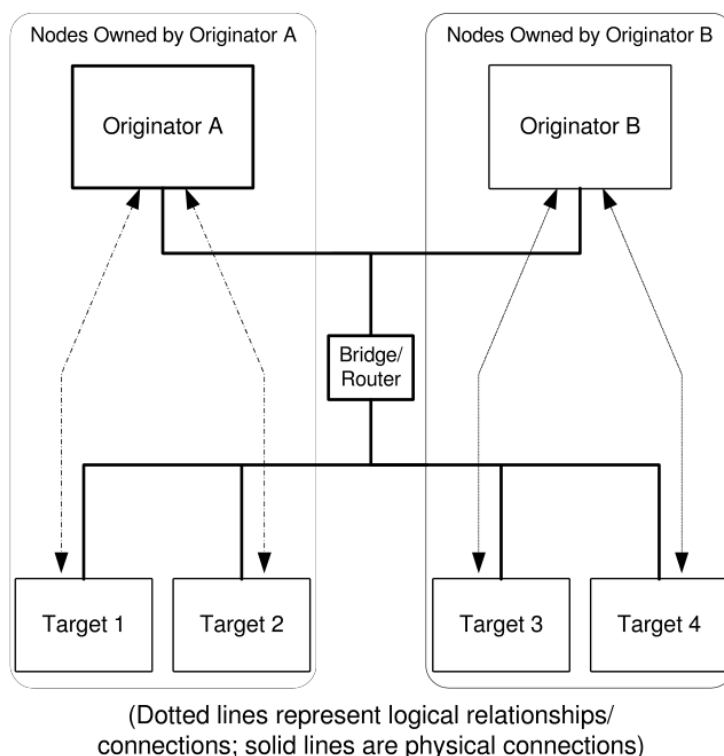 Nodes Owned by Originator A
Nodes Owned by Originator B
Originator A
Originator B
Bridge/
Router
Target 1
Target 2
Target 3
Target 4
(Dotted lines represent logical relationships/
connections; solid lines are physical connections)